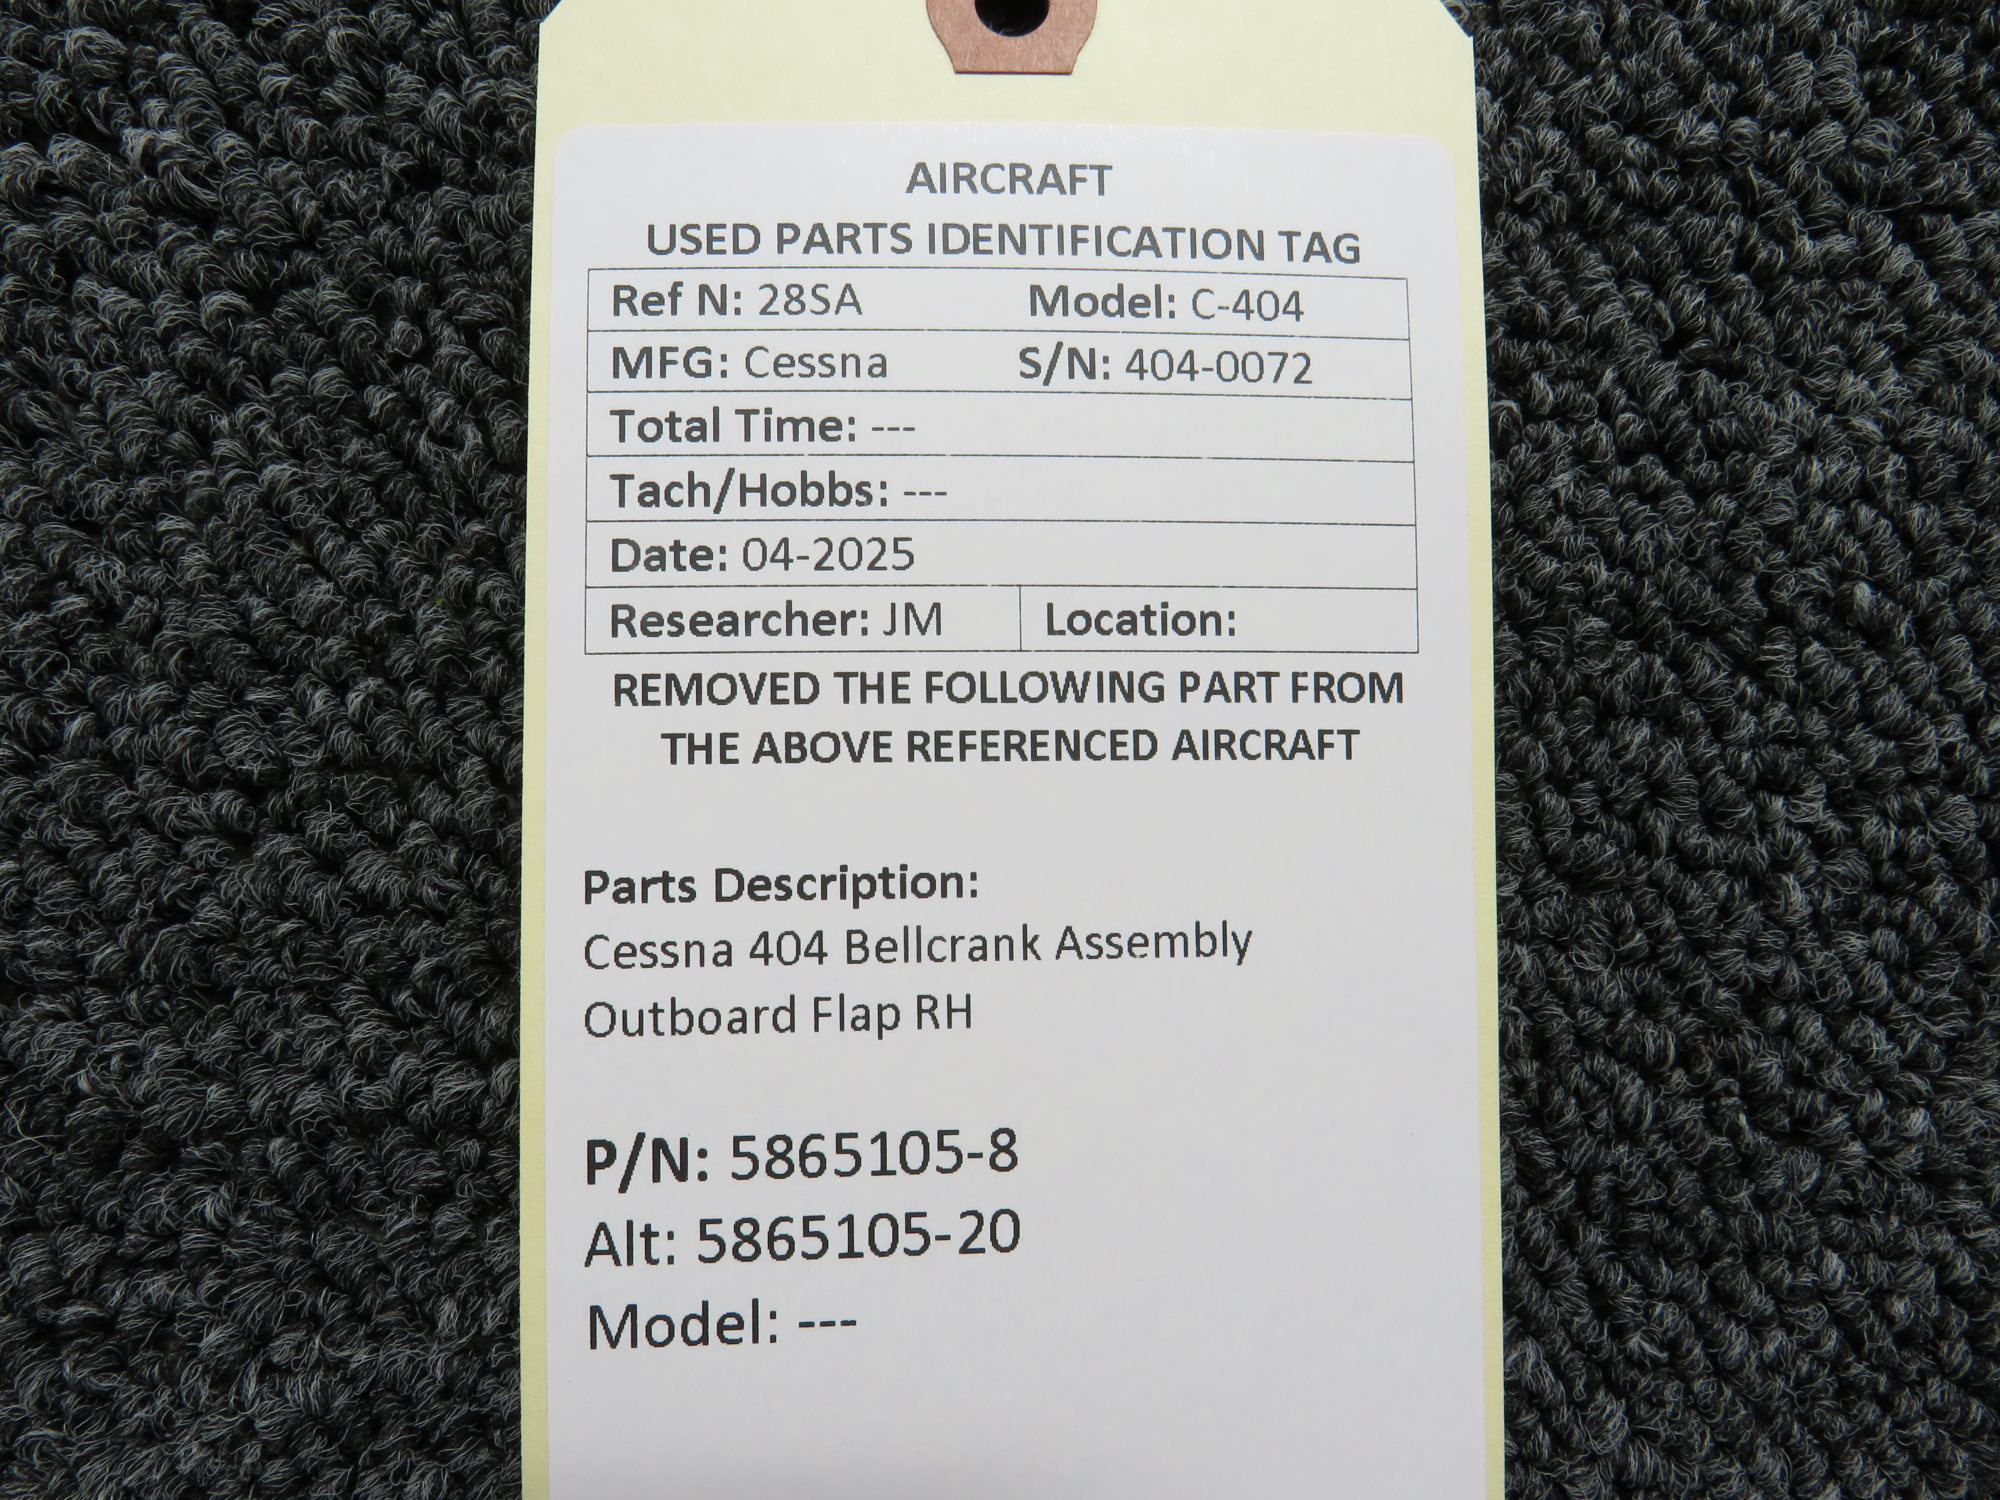 AIRCRAFT
USED PARTS IDENTIFICATION TAG
Ref N: 28SA Model: C-404
MFG: Cessna S/N: 404-0072
Total Time: ---
Tach/Hobbs: ---
Date: 04-2025
Researcher: JM Location:
REMOVED THE FOLLOWING PART FROM
THE ABOVE REFERENCED AIRCRAFT
Parts Description:
Cessna 404 Bellcrank Assembly
Outboard Flap RH
P/N: 5865105-8
Alt: 5865105-20
Model: ---